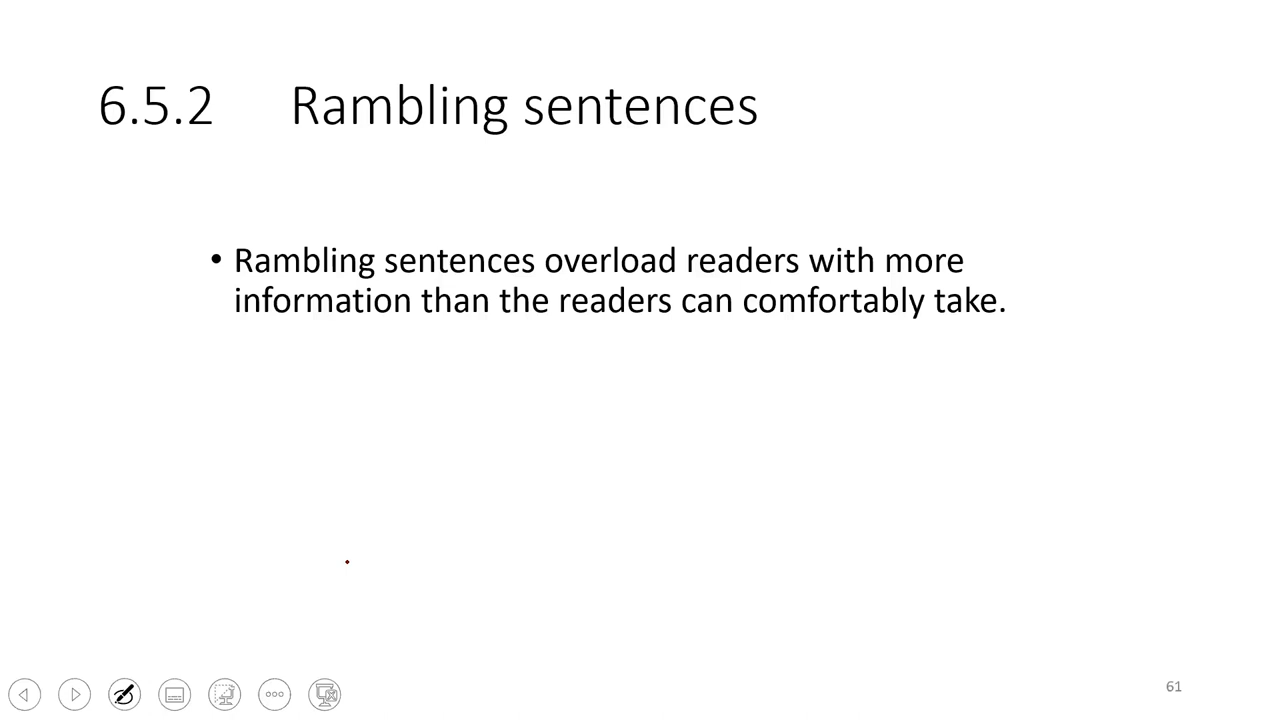 6.5.2 Rambling sentences
• Rambling sentences overload readers with more
information than the readers can comfortably take.
61